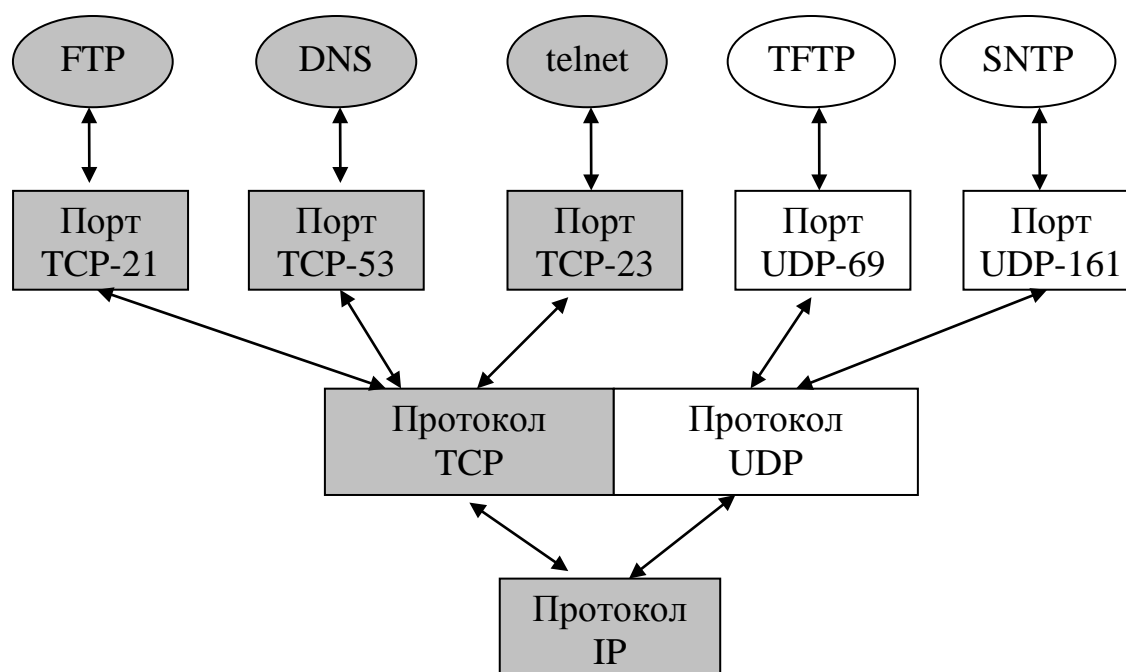 FTP
DNS
telnet
TFTP
SNTP
Порт
TCP-21
Порт
TCP-53
Порт
TCP-23
Порт
UDP-69
Порт
UDP-161
Протокол
TCP
Протокол
UDP
Протокол
IP